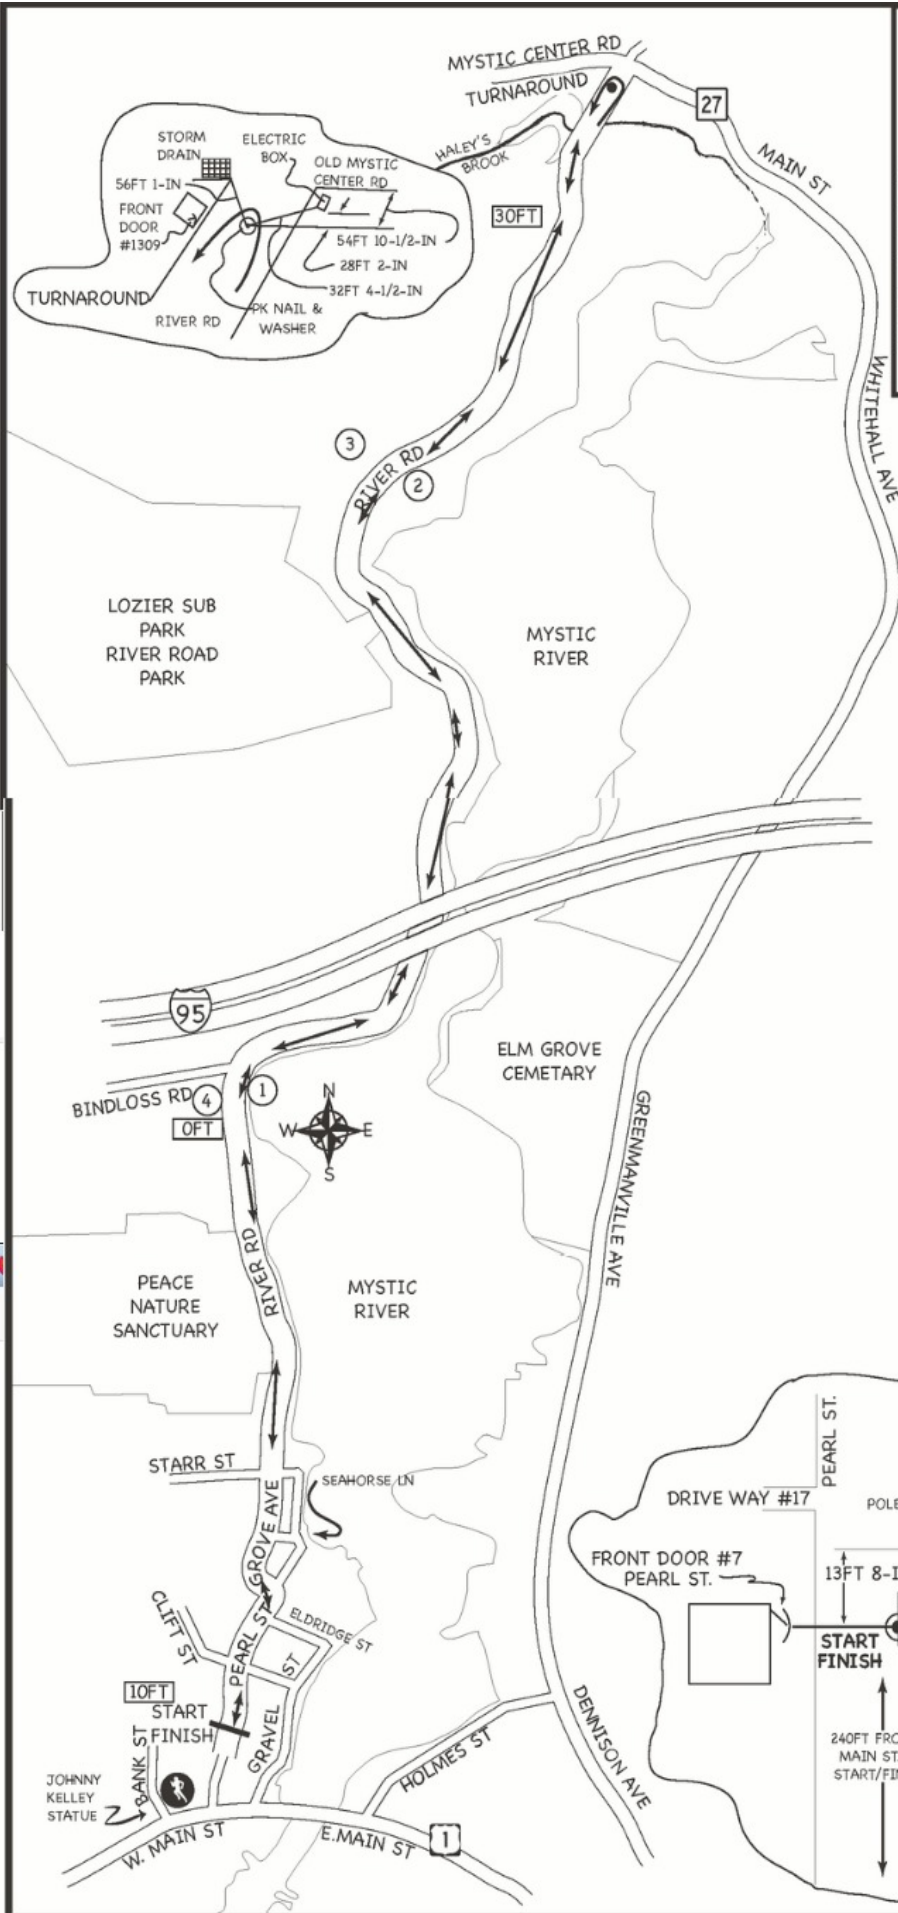 MYSTIC CENTER RD
TURNAROUND
27
MAIN ST
HALEY'S
BROOK
STORM
DRAIN
ELECTRIC
BOX
OLD MYSTIC
CENTER RD
56FT 1-IN
FRONT
DOOR
#1309
54FT 10-1/2-IN
28FT 2-IN
32FT 4-1/2-IN
TURNAROUND
RIVER RD
PK NAIL &
WASHER
30FT
WHITEHALL AVE
3
RIVER RD
2
LOZIER SUB
PARK
RIVER ROAD
PARK
MYSTIC
RIVER
95
ELM GROVE
CEMETARY
BINDLOSS RD
4
1
0FT
N
W
E
S
GREENMANVILLE AVE
RIVER RD
PEACE
NATURE
SANCTUARY
MYSTIC
RIVER
STARR ST
SEAHORSE LN
GROVE AVE
PEARL ST.
DRIVE WAY #17
POLE
FRONT DOOR #7
PEARL ST.
13FT 8-I
START
FINISH
240FT FRO
MAIN ST
START/FIN
CLIFT ST
PEARL ST
ELDRIDGE ST
ST
GRAVEL
10FT
START
FINISH
BANK ST
JOHNNY
KELLEY
STATUE
HOLMES ST
DENNISON AVE
W. MAIN ST
E.MAIN ST
1